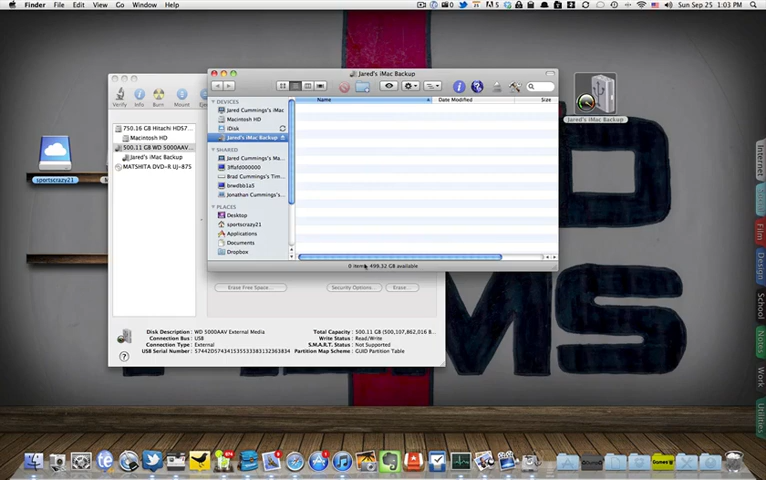 Finder File Edit View Go Window Help
Sun Sep 25 1:03 PM
Jared's iMac Backup
Name Date Modified Size
DEVICES
Jared Cummings's iMac
Macintosh HD
iDisk
Jared's iMac Backup
SHARED
Jared Cummings's Ma...
Brad Cummings's Tim...
brwdbb1a5
Jonathan Cummings'...
PLACES
Desktop
sportscrazy21
Applications
Documents
Dropbox
0 items, 499.32 GB available
Verify Info Burn Mount
750.16 GB Hitachi HDS7...
Macintosh HD
500.11 GB WD 5000AAV...
Jared's iMac Backup
MATSHITA DVD-R UJ-875
Erase Free Space... Security Options... Erase...
Disk Description : WD 5000AAV External Media
Connection Bus : USB
Connection Type : External
USB Serial Number : 57442D57434153533383132363834
Total Capacity : 500.11 GB (500,107,862,016 B...
Write Status : Read/Write
S.M.A.R.T. Status : Not Supported
Partition Map Scheme : GUID Partition Table
sportscrazy21
Jared's iMac Backup
Internet
Film
Design
School
Notes
Work
Utilities